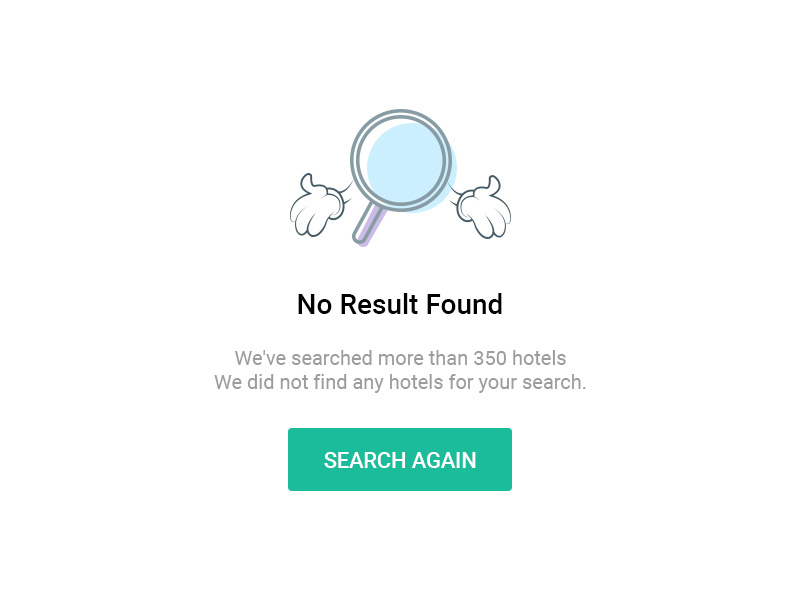 No Result Found
We've searched more than 350 hotels
We did not find any hotels for your search.
SEARCH AGAIN